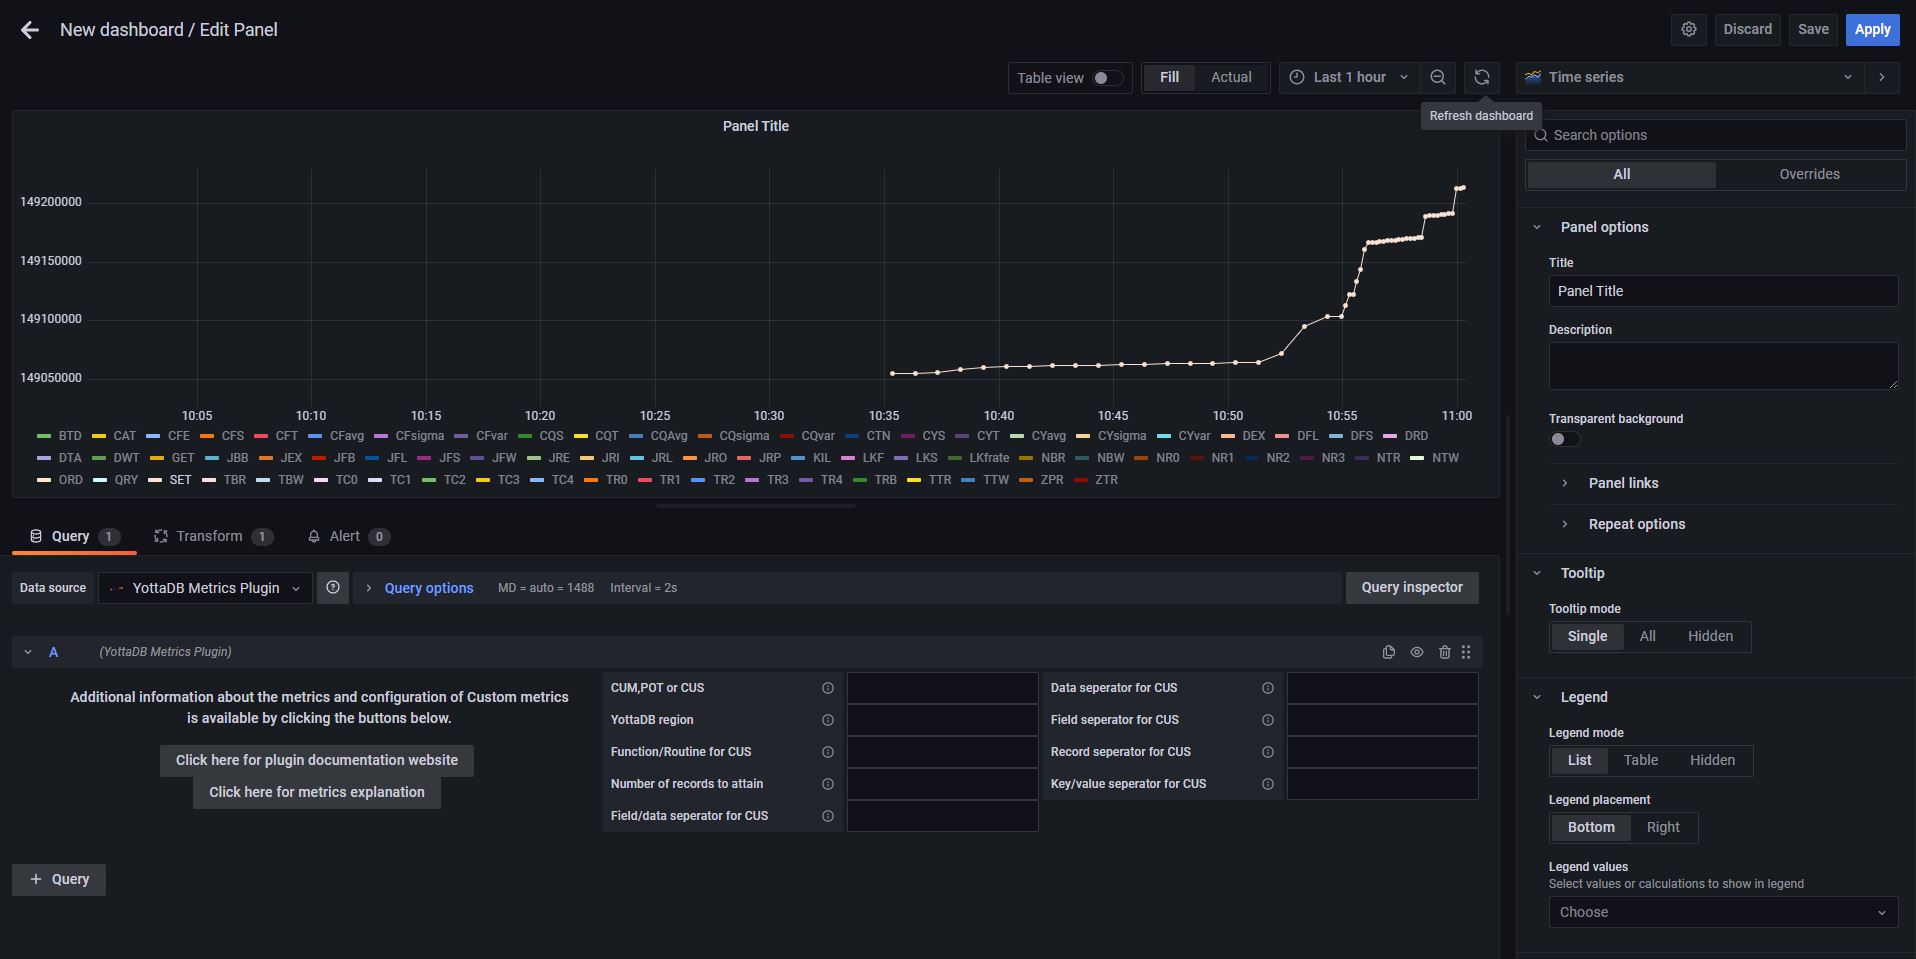 New dashboard / Edit Panel
Discard Save Apply
Table view Fill Actual Last 1 hour Time series
Refresh dashboard
Panel Title
149200000
149150000
149100000
149050000
10:05 10:10 10:15 10:20 10:25 10:30 10:35 10:40 10:45 10:50 10:55 11:00
BTD CAT CFE CFS CFT CFavg CFsigma CFvar CQS CQT CQAvg CQsigma CQvar CTN CYS CYT CYavg CYsigma CYvar DEX DFL DFS DRD
DTA DWT GET JBB JEX JFB JFL JFS JFW JRE JRI JRL JRO JRP KIL LKF LKS LKfrate NBR NBW NR0 NR1 NR2 NR3 NTR NTW
ORD QRY SET TBR TBW TC0 TC1 TC2 TC3 TC4 TR0 TR1 TR2 TR3 TR4 TRB TTR TTW ZPR ZTR
Query 1 Transform 1 Alert 0
Data source YottaDB Metrics Plugin Query options MD = auto = 1488 Interval = 2s Query inspector
A (YottaDB Metrics Plugin)
Additional information about the metrics and configuration of Custom metrics
is available by clicking the buttons below.
Click here for plugin documentation website
Click here for metrics explanation
CUM,POT or CUS
YottaDB region
Function/Routine for CUS
Number of records to attain
Field/data seperator for CUS
Data seperator for CUS
Field seperator for CUS
Record seperator for CUS
Key/value seperator for CUS
+ Query
Search options
All Overrides
Panel options
Title
Panel Title
Description
Transparent background
Panel links
Repeat options
Tooltip
Tooltip mode
Single All Hidden
Legend
Legend mode
List Table Hidden
Legend placement
Bottom Right
Legend values
Select values or calculations to show in legend
Choose